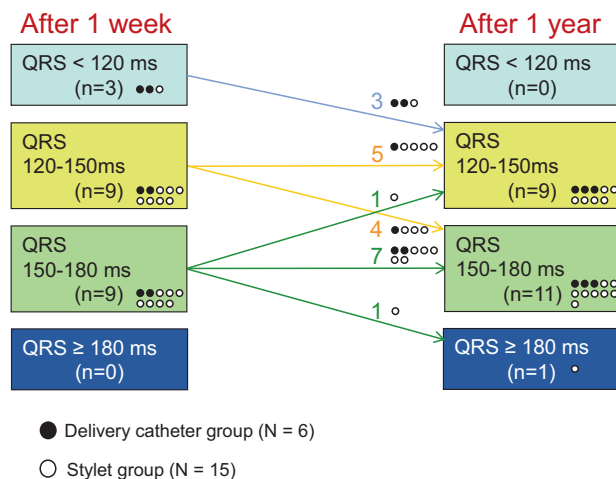 After 1 week
After 1 year
QRS < 120 ms
(n=3)
QRS < 120 ms
(n=0)
3
QRS
120-150ms
(n=9)
5
QRS
120-150ms
(n=9)
1
4
QRS
150-180 ms
(n=9)
7
QRS
150-180 ms
(n=11)
1
QRS ≥ 180 ms
(n=0)
QRS ≥ 180 ms
(n=1)
Delivery catheter group (N = 6)
Stylet group (N = 15)